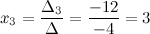 x₃ = Δ₃/Δ = −12/−4 = 3